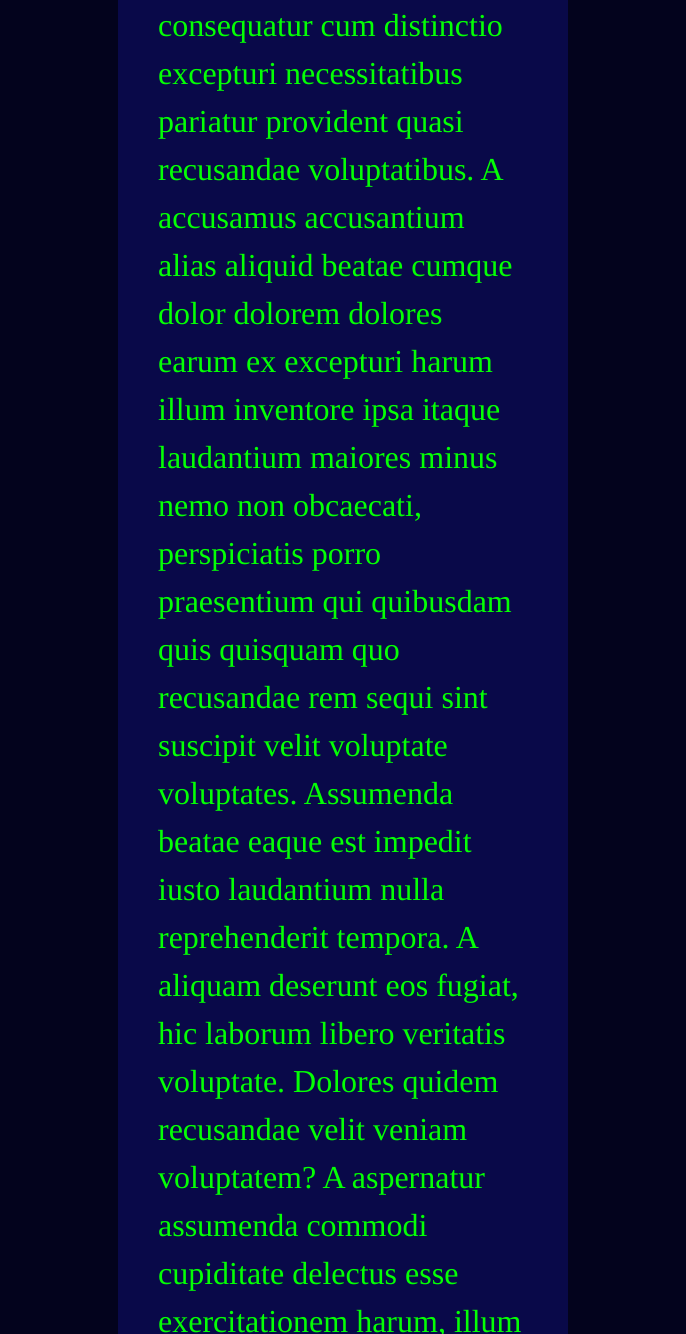 consequatur cum distinctio
excepturi necessitatibus
pariatur provident quasi
recusandae voluptatibus. A
accusamus accusantium
alias aliquid beatae cumque
dolor dolorem dolores
earum ex excepturi harum
illum inventore ipsa itaque
laudantium maiores minus
nemo non obcaecati,
perspiciatis porro
praesentium qui quibusdam
quis quisquam quo
recusandae rem sequi sint
suscipit velit voluptate
voluptates. Assumenda
beatae eaque est impedit
iusto laudantium nulla
reprehenderit tempora. A
aliquam deserunt eos fugiat,
hic laborum libero veritatis
voluptate. Dolores quidem
recusandae velit veniam
voluptatem? A aspernatur
assumenda commodi
cupiditate delectus esse
exercitationem harum, illum